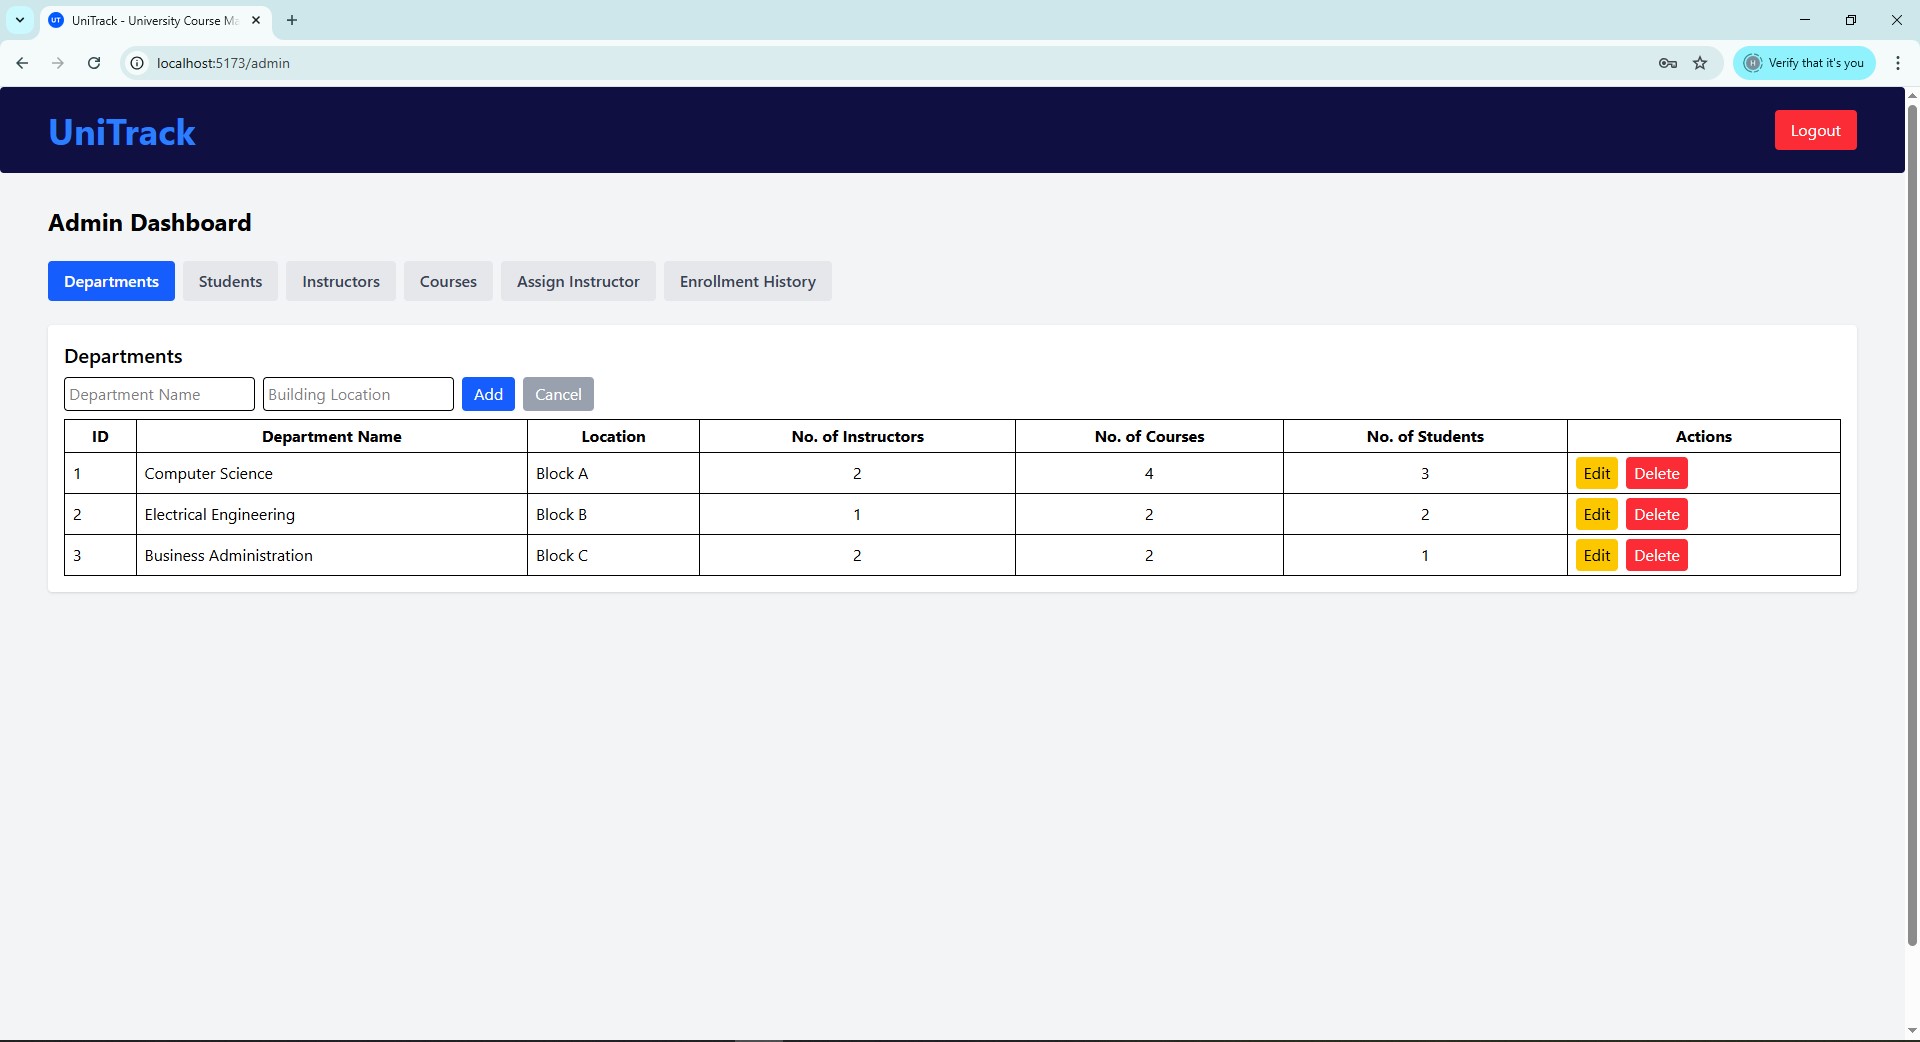 UT UniTrack - University Course Ma
localhost:5173/admin
H Verify that it's you
UniTrack
Logout
Admin Dashboard
Departments Students Instructors Courses Assign Instructor Enrollment History
Departments
Department Name Building Location Add Cancel
ID Department Name Location No. of Instructors No. of Courses No. of Students Actions
1 Computer Science Block A 2 4 3 Edit Delete
2 Electrical Engineering Block B 1 2 2 Edit Delete
3 Business Administration Block C 2 2 1 Edit Delete